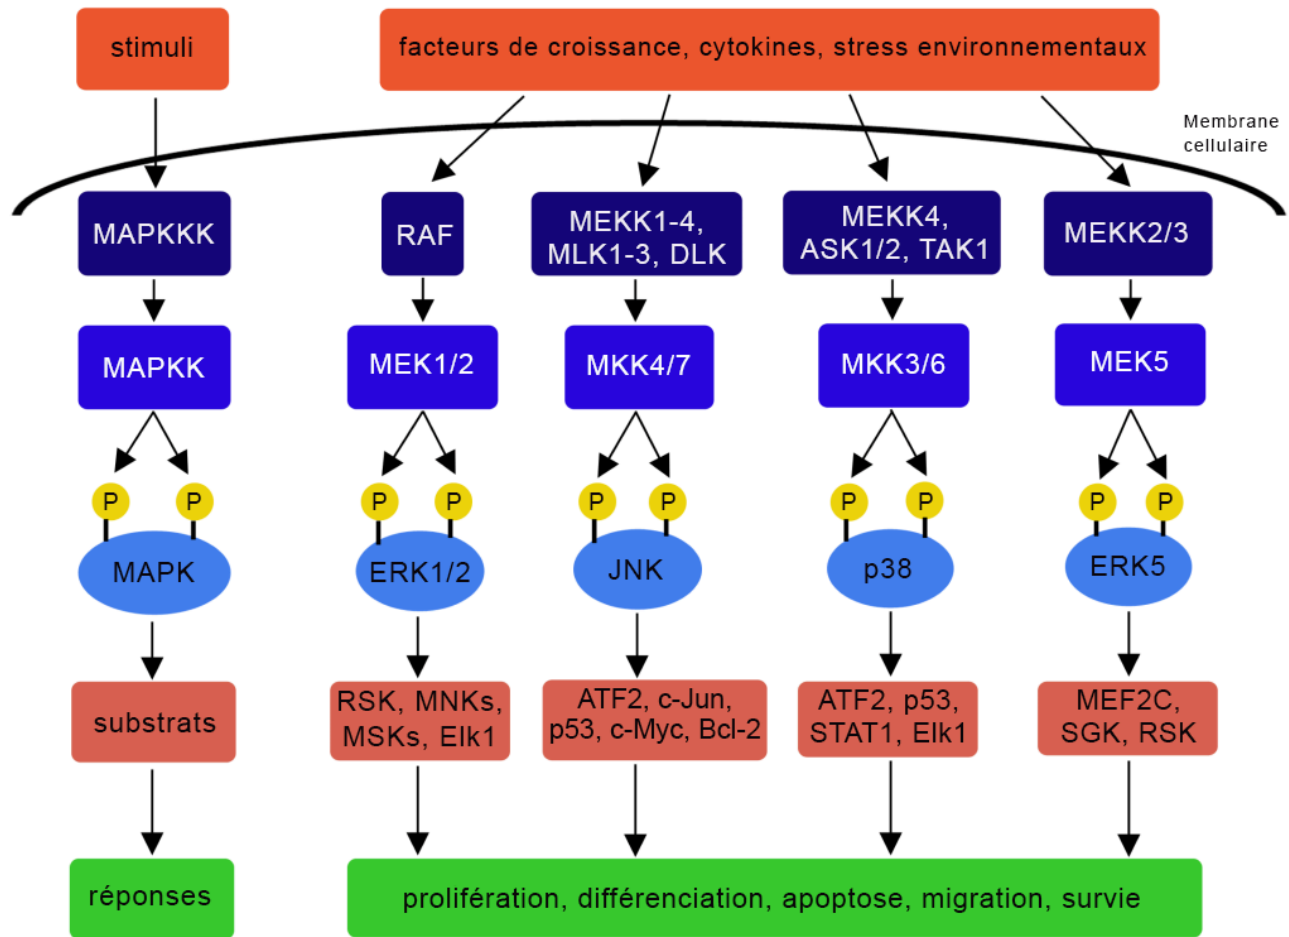 stimuli
facteurs de croissance, cytokines, stress environnementaux
Membrane
cellulaire
MAPKKK
RAF
MEKK1-4,
MLK1-3, DLK
MEKK4,
ASK1/2, TAK1
MEKK2/3
MAPKK
MEK1/2
MKK4/7
MKK3/6
MEK5
P
P
P
P
P
P
P
P
P
P
MAPK
ERK1/2
JNK
p38
ERK5
substrats
RSK, MNKs,
MSKs, Elk1
ATF2, c-Jun,
p53, c-Myc, Bcl-2
ATF2, p53,
STAT1, Elk1
MEF2C,
SGK, RSK
réponses
prolifération, différenciation, apoptose, migration, survie